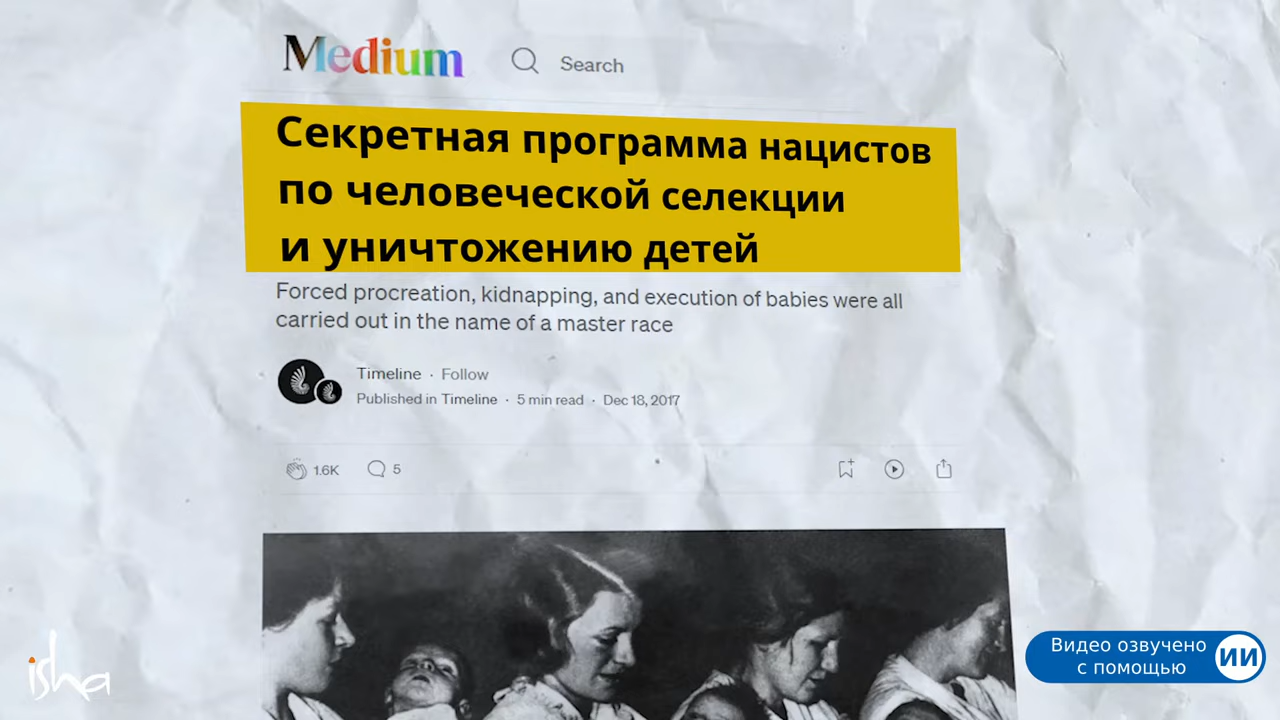 Medium
Search
Секретная программа нацистов
по человеческой селекции
и уничтожению детей
Forced procreation, kidnapping, and execution of babies were all
carried out in the name of a master race
Timeline · Follow
Published in Timeline · 5 min read · Dec 18, 2017
1.6K 5
isha
Видео озвучено
с помощью ИИ